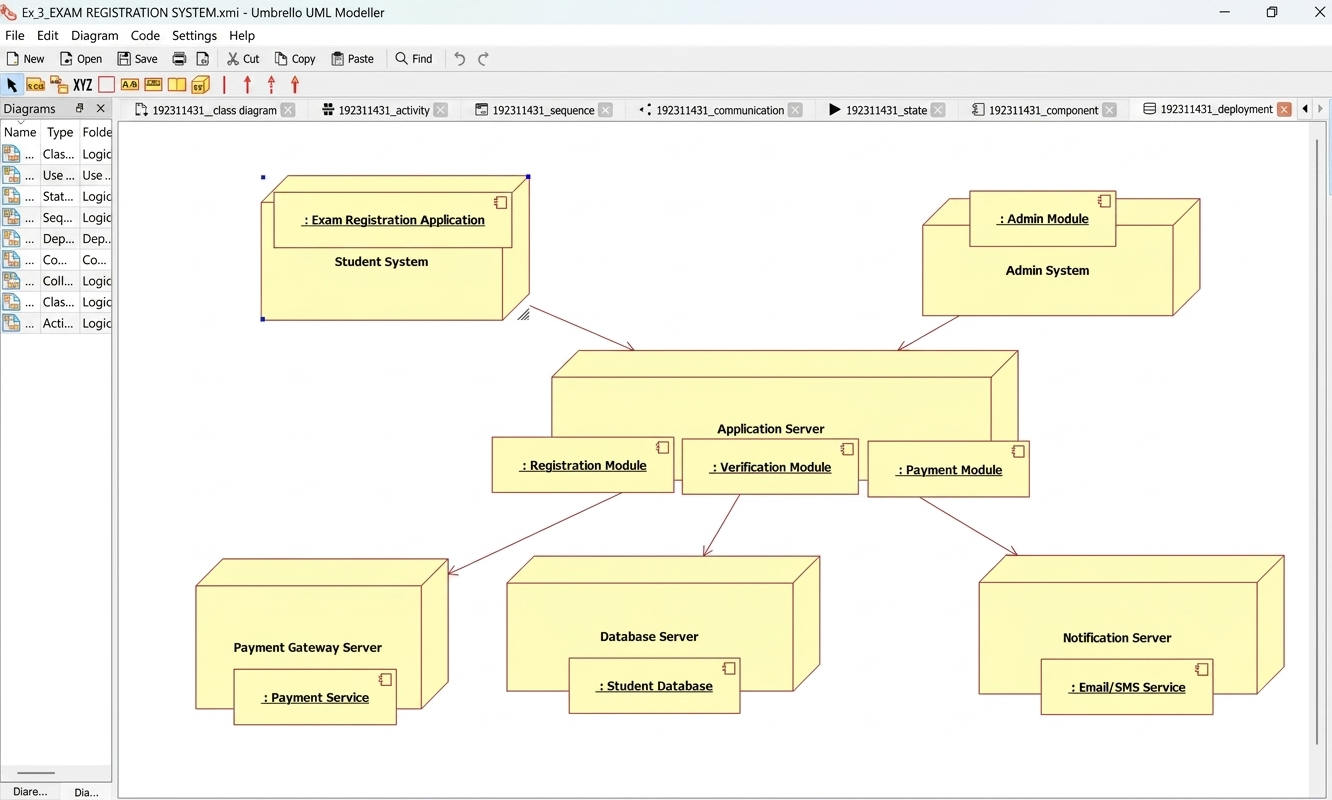 Ex_3_EXAM REGISTRATION SYSTEM.xmi - Umbrello UML Modeller
File Edit Diagram Code Settings Help
New Open Save Cut Copy Paste Find
XYZ A/B
Diagrams
192311431__class diagram 192311431_activity 192311431_sequence 192311431_communication 192311431_state 192311431_component 192311431_deployment
Name Type Folde
... Clas... Logic
... Use ... Use ..
... Stat... Logic
... Seq... Logic
... Dep... Dep..
... Co... Co...
... Coll... Logic
... Clas... Logic
... Acti... Logic
: Exam Registration Application
Student System
: Admin Module
Admin System
Application Server
: Registration Module
: Verification Module
: Payment Module
Payment Gateway Server
: Payment Service
Database Server
: Student Database
Notification Server
: Email/SMS Service
Diare... Dia...